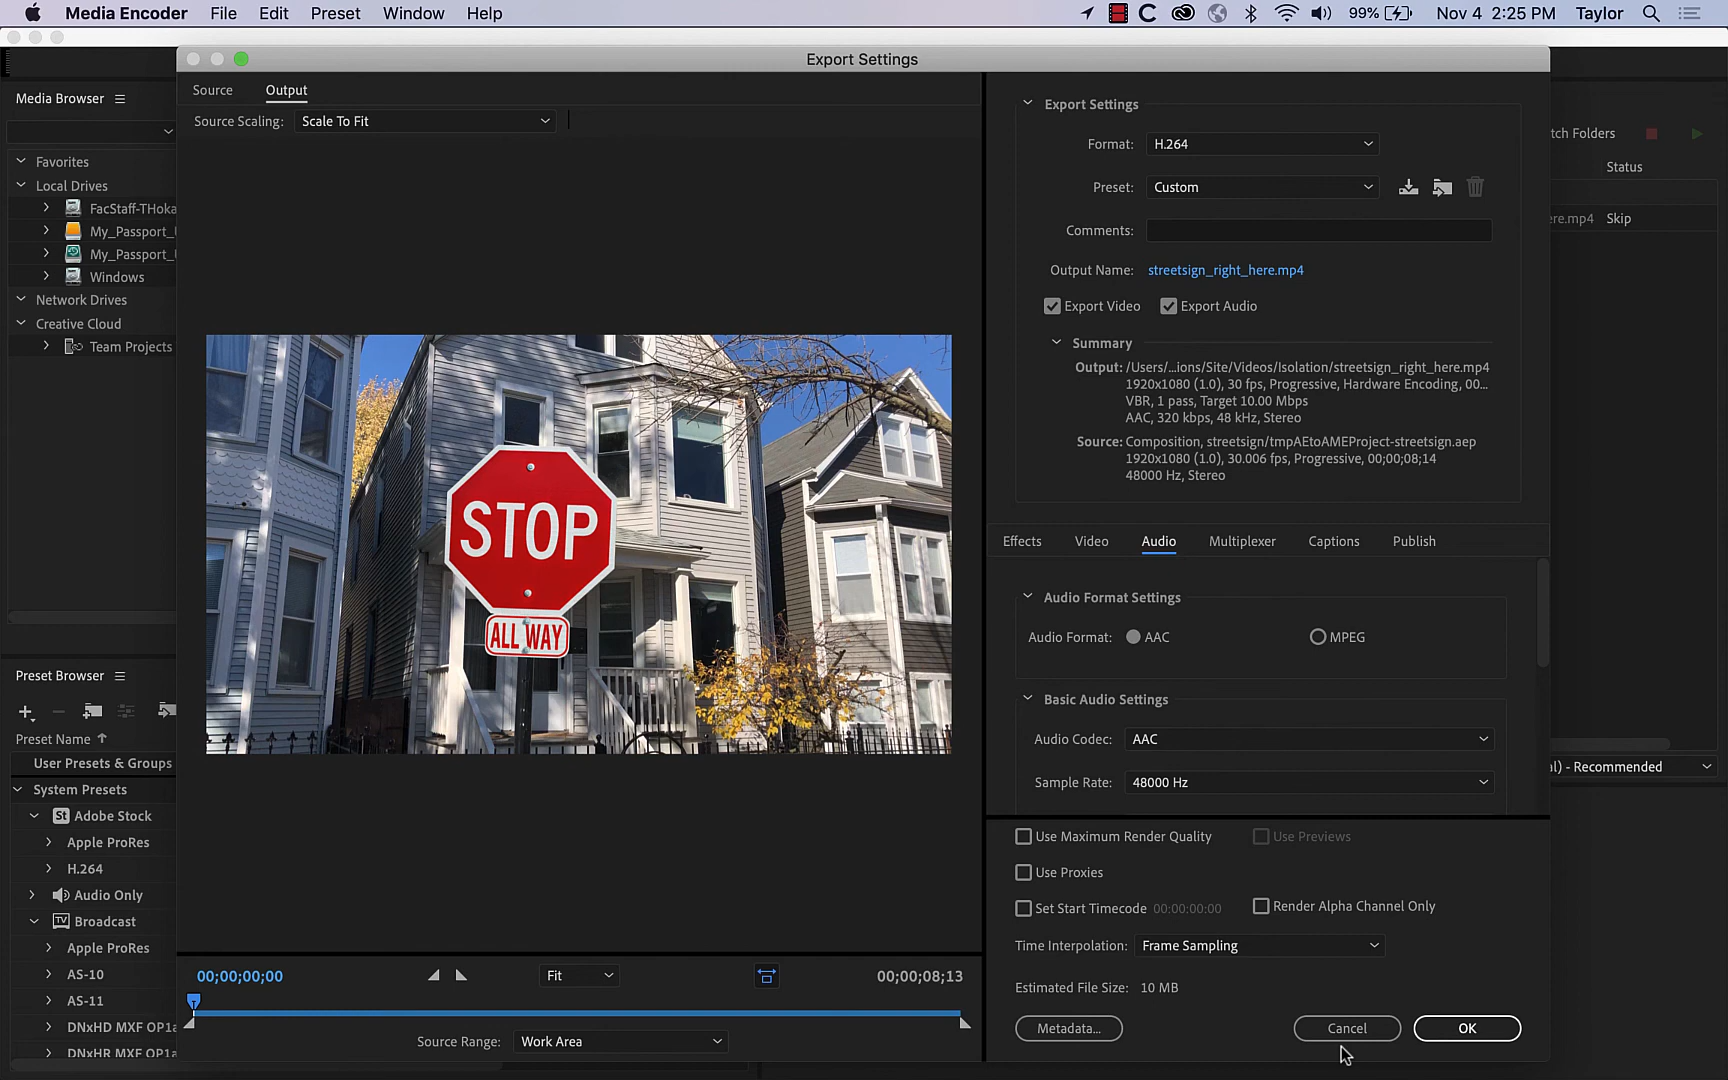 Media Encoder File Edit Preset Window Help 99% Nov 4 2:25 PM Taylor
Export Settings
Media Browser
Favorites
Local Drives
FacStaff-THoka
My_Passport_
My_Passport_
Windows
Network Drives
Creative Cloud
Team Projects
Preset Browser
Preset Name
User Presets & Groups
System Presets
St Adobe Stock
Apple ProRes
H.264
Audio Only
TV Broadcast
Apple ProRes
AS-10
AS-11
DNxHD MXF OP1a
DNxHR MXF OP1a
Source Output
Source Scaling: Scale To Fit
STOP
ALL WAY
00;00;00;00 Fit 00;00;08;13
Source Range: Work Area
Export Settings
Format: H.264
Preset: Custom
Comments:
Output Name: streetsign_right_here.mp4
Export Video Export Audio
Summary
Output: /Users/...ions/Site/Videos/Isolation/streetsign_right_here.mp4
1920x1080 (1.0), 30 fps, Progressive, Hardware Encoding, 00...
VBR, 1 pass, Target 10.00 Mbps
AAC, 320 kbps, 48 kHz, Stereo
Source: Composition, streetsign/tmpAEtoAMEProject-streetsign.aep
1920x1080 (1.0), 30.006 fps, Progressive, 00;00;08;14
48000 Hz, Stereo
Effects Video Audio Multiplexer Captions Publish
Audio Format Settings
Audio Format: AAC MPEG
Basic Audio Settings
Audio Codec: AAC
Sample Rate: 48000 Hz
Use Maximum Render Quality Use Previews
Use Proxies
Set Start Timecode 00:00:00:00 Render Alpha Channel Only
Time Interpolation: Frame Sampling
Estimated File Size: 10 MB
Metadata... Cancel OK
tch Folders
Status
ere.mp4 Skip
al) - Recommended